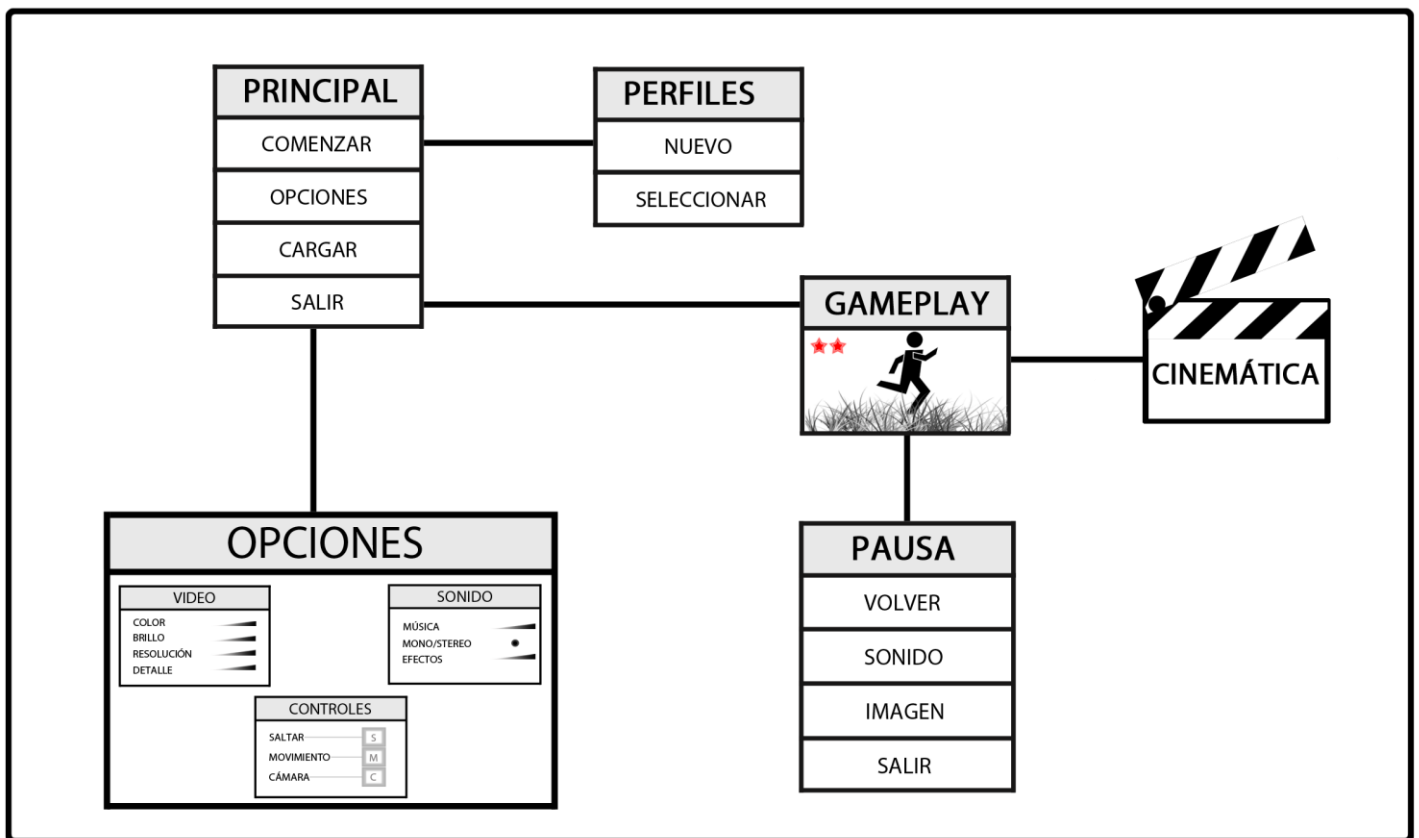 PRINCIPAL
COMENZAR
OPCIONES
CARGAR
SALIR
PERFILES
NUEVO
SELECCIONAR
GAMEPLAY
CINEMÁTICA
OPCIONES
VIDEO
COLOR
BRILLO
RESOLUCIÓN
DETALLE
SONIDO
MÚSICA
MONO/STEREO
EFECTOS
CONTROLES
SALTAR S
MOVIMIENTO M
CÁMARA C
PAUSA
VOLVER
SONIDO
IMAGEN
SALIR